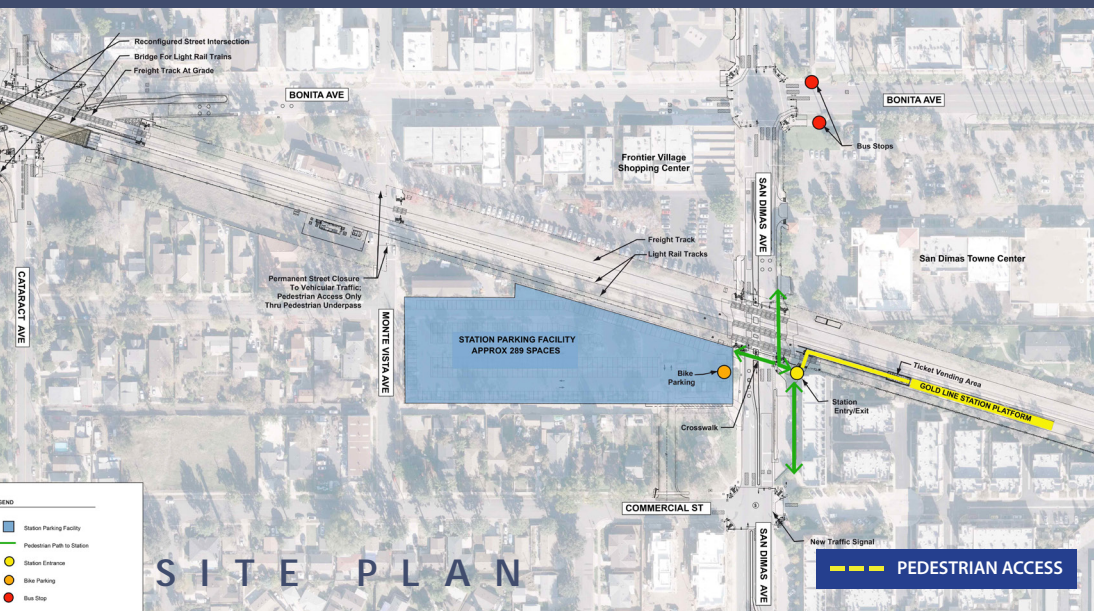 Reconfigured Street Intersection
Bridge For Light Rail Trains
Freight Track At Grade
BONITA AVE
BONITA AVE
Bus Stops
Frontier Village
Shopping Center
SAN DIMAS AVE
Freight Track
Light Rail Tracks
San Dimas Towne Center
CATARACT AVE
Permanent Street Closure
To Vehicular Traffic;
Pedestrian Access Only
Thru Pedestrian Underpass
MONTE VISTA AVE
STATION PARKING FACILITY
APPROX 289 SPACES
Bike
Parking
Ticket Vending Area
GOLD LINE STATION PLATFORM
Station
Entry/Exit
Crosswalk
COMMERCIAL ST
SAN DIMAS AVE
New Traffic Signal
GEND
Station Parking Facility
Pedestrian Path to Station
Station Entrance
Bike Parking
Bus Stop
SITE PLAN
PEDESTRIAN ACCESS